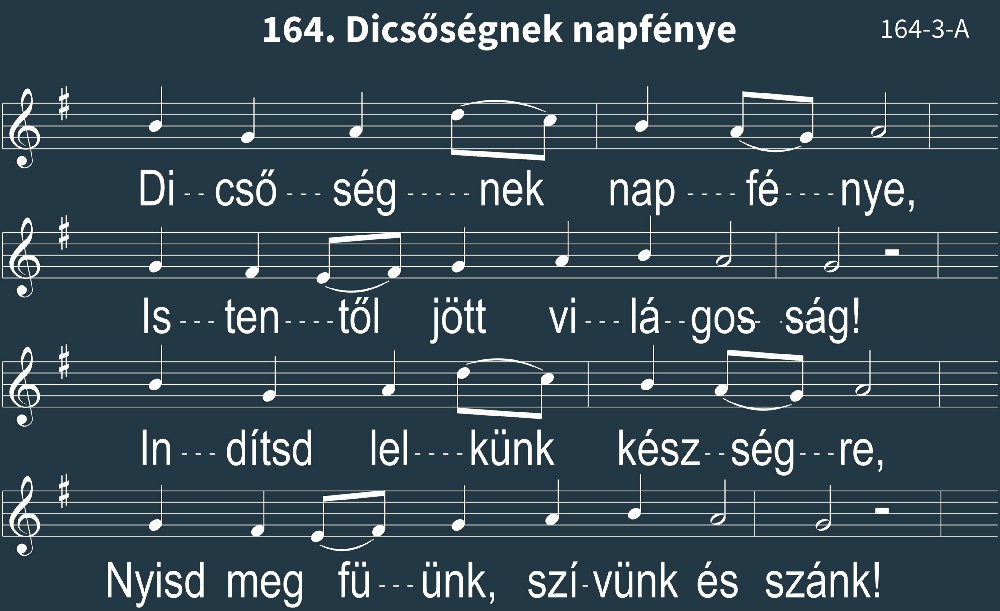 164. Dicsőségnek napfénye
164-3-A
Di -- cső --- ség ----- nek nap ---- fé ---- nye,
Is --- ten ---- től jött vi --- lá -- gos - ság!
In --- dítsd lel ---- künk kész -- ség --- re,
Nyisd meg fü --- ünk, szí - vünk és szánk!